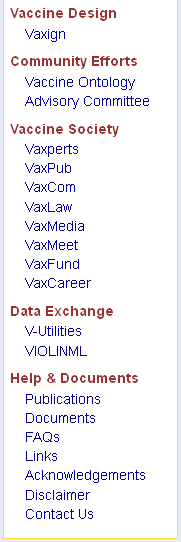 Vaccine Design
Vaxign
Community Efforts
Vaccine Ontology
Advisory Committee
Vaccine Society
Vaxperts
VaxPub
VaxCom
VaxLaw
VaxMedia
VaxMeet
VaxFund
VaxCareer
Data Exchange
V-Utilities
VIOLINML
Help & Documents
Publications
Documents
FAQs
Links
Acknowledgements
Disclaimer
Contact Us